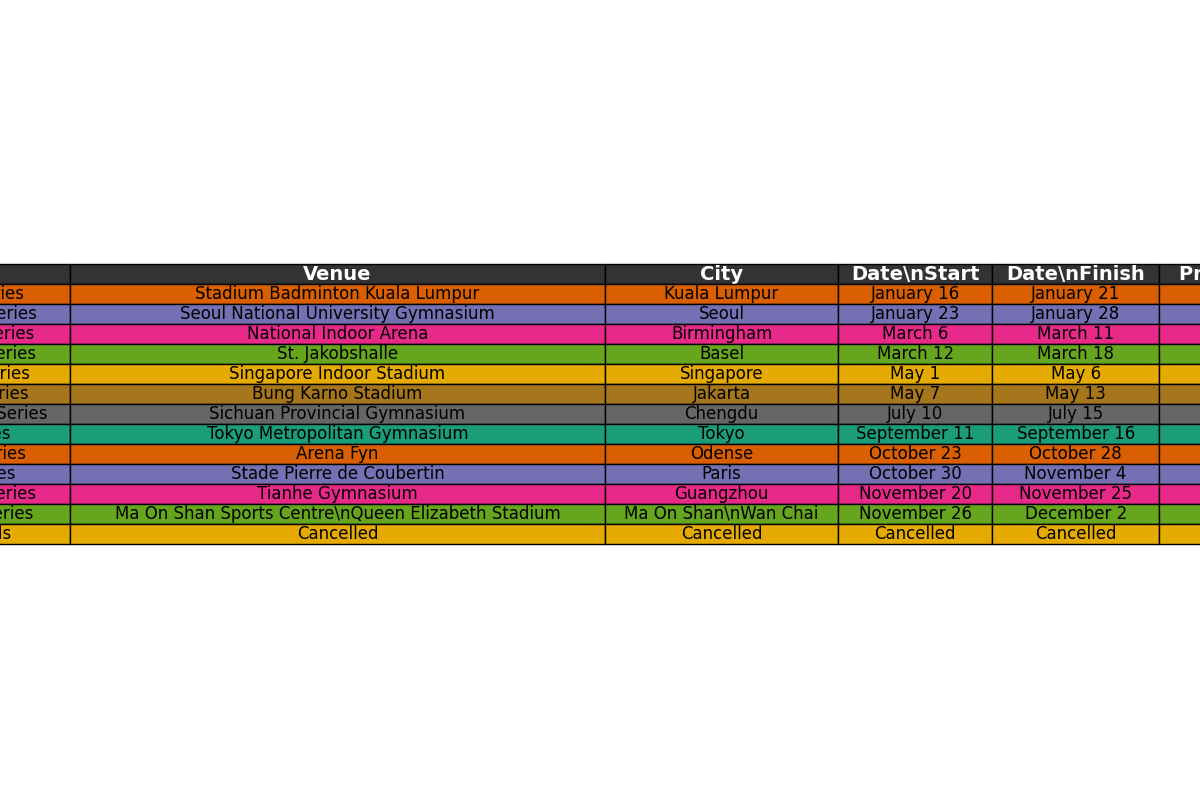 Venue City Date\nStart Date\nFinish Pr
ries Stadium Badminton Kuala Lumpur Kuala Lumpur January 16 January 21
eries Seoul National University Gymnasium Seoul January 23 January 28
eries National Indoor Arena Birmingham March 6 March 11
eries St. Jakobshalle Basel March 12 March 18
ries Singapore Indoor Stadium Singapore May 1 May 6
ries Bung Karno Stadium Jakarta May 7 May 13
Series Sichuan Provincial Gymnasium Chengdu July 10 July 15
es Tokyo Metropolitan Gymnasium Tokyo September 11 September 16
ries Arena Fyn Odense October 23 October 28
es Stade Pierre de Coubertin Paris October 30 November 4
eries Tianhe Gymnasium Guangzhou November 20 November 25
eries Ma On Shan Sports Centre\nQueen Elizabeth Stadium Ma On Shan\nWan Chai November 26 December 2
ls Cancelled Cancelled Cancelled Cancelled